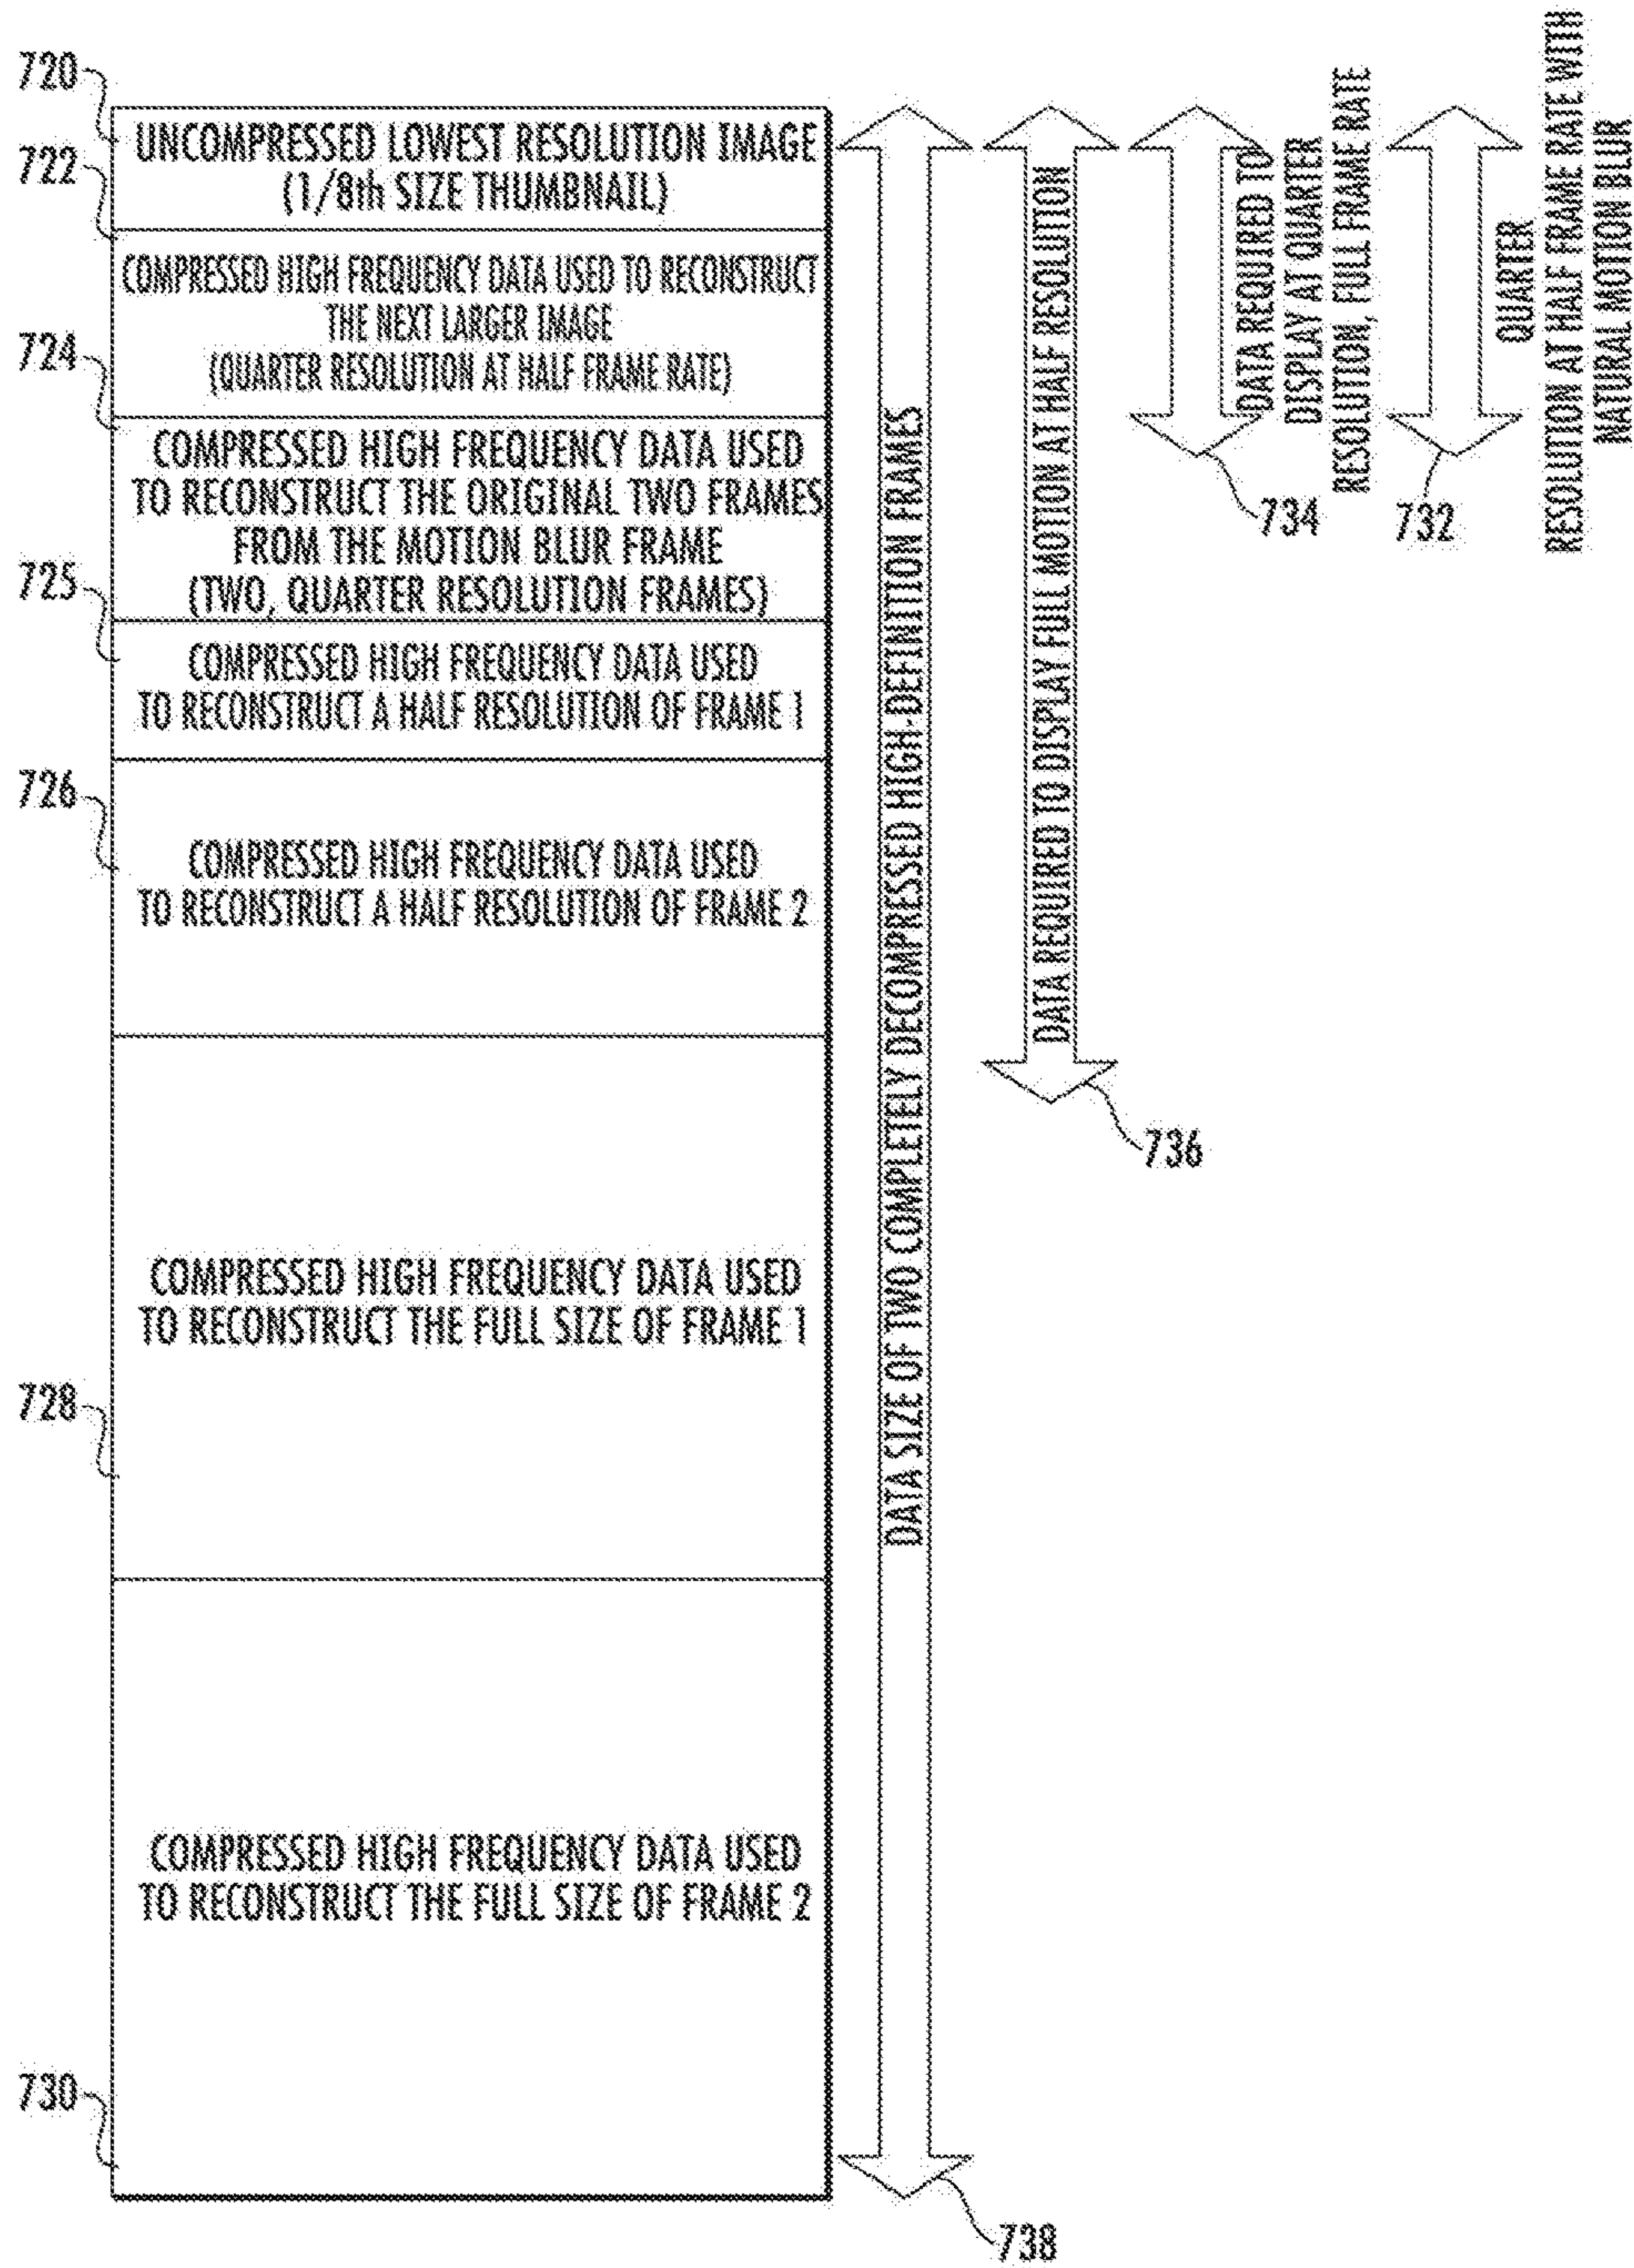 720
UNCOMPRESSED LOWEST RESOLUTION IMAGE
(1/8th SIZE THUMBNAIL)
722
COMPRESSED HIGH FREQUENCY DATA USED TO RECONSTRUCT
THE NEXT LARGER IMAGE
(QUARTER RESOLUTION AT HALF FRAME RATE)
724
COMPRESSED HIGH FREQUENCY DATA USED
TO RECONSTRUCT THE ORIGINAL TWO FRAMES
FROM THE MOTION BLUR FRAME
(TWO, QUARTER RESOLUTION FRAMES)
725
COMPRESSED HIGH FREQUENCY DATA USED
TO RECONSTRUCT A HALF RESOLUTION OF FRAME 1
726
COMPRESSED HIGH FREQUENCY DATA USED
TO RECONSTRUCT A HALF RESOLUTION OF FRAME 2
728
COMPRESSED HIGH FREQUENCY DATA USED
TO RECONSTRUCT THE FULL SIZE OF FRAME 1
730
COMPRESSED HIGH FREQUENCY DATA USED
TO RECONSTRUCT THE FULL SIZE OF FRAME 2
DATA SIZE OF TWO COMPLETELY DECOMPRESSED HIGH-DEFINITION FRAMES
738
DATA REQUIRED TO DISPLAY FULL MOTION AT HALF RESOLUTION
736
DATA REQUIRED TO
DISPLAY AT QUARTER
RESOLUTION, FULL FRAME RATE
734
QUARTER
RESOLUTION AT HALF FRAME RATE WITH
NATURAL MOTION BLUR
732